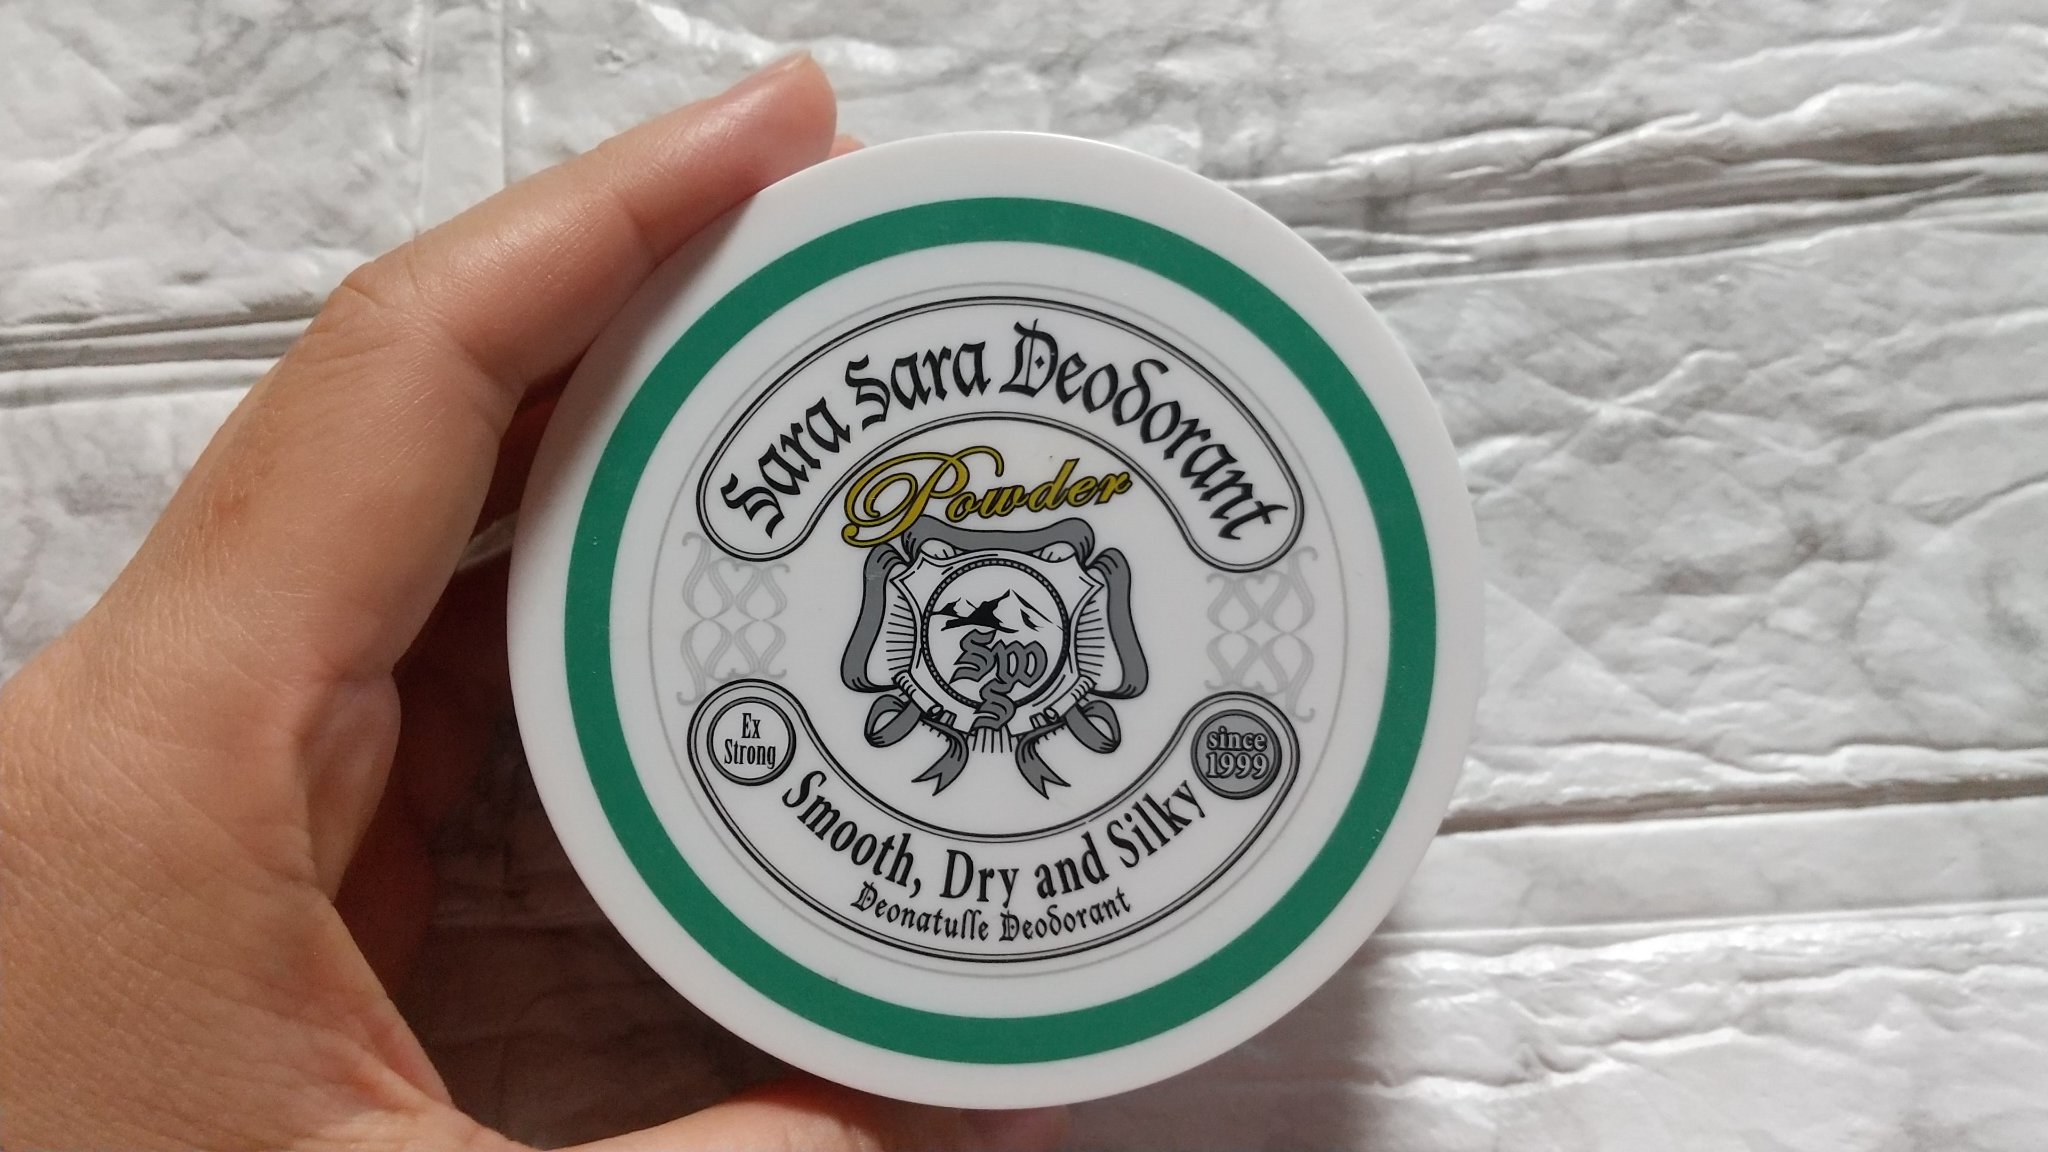 Sara Sara Deodorant
Powder
Ex
Strong
since
1999
Smooth, Dry and Silky
Deonatulle Deodorant